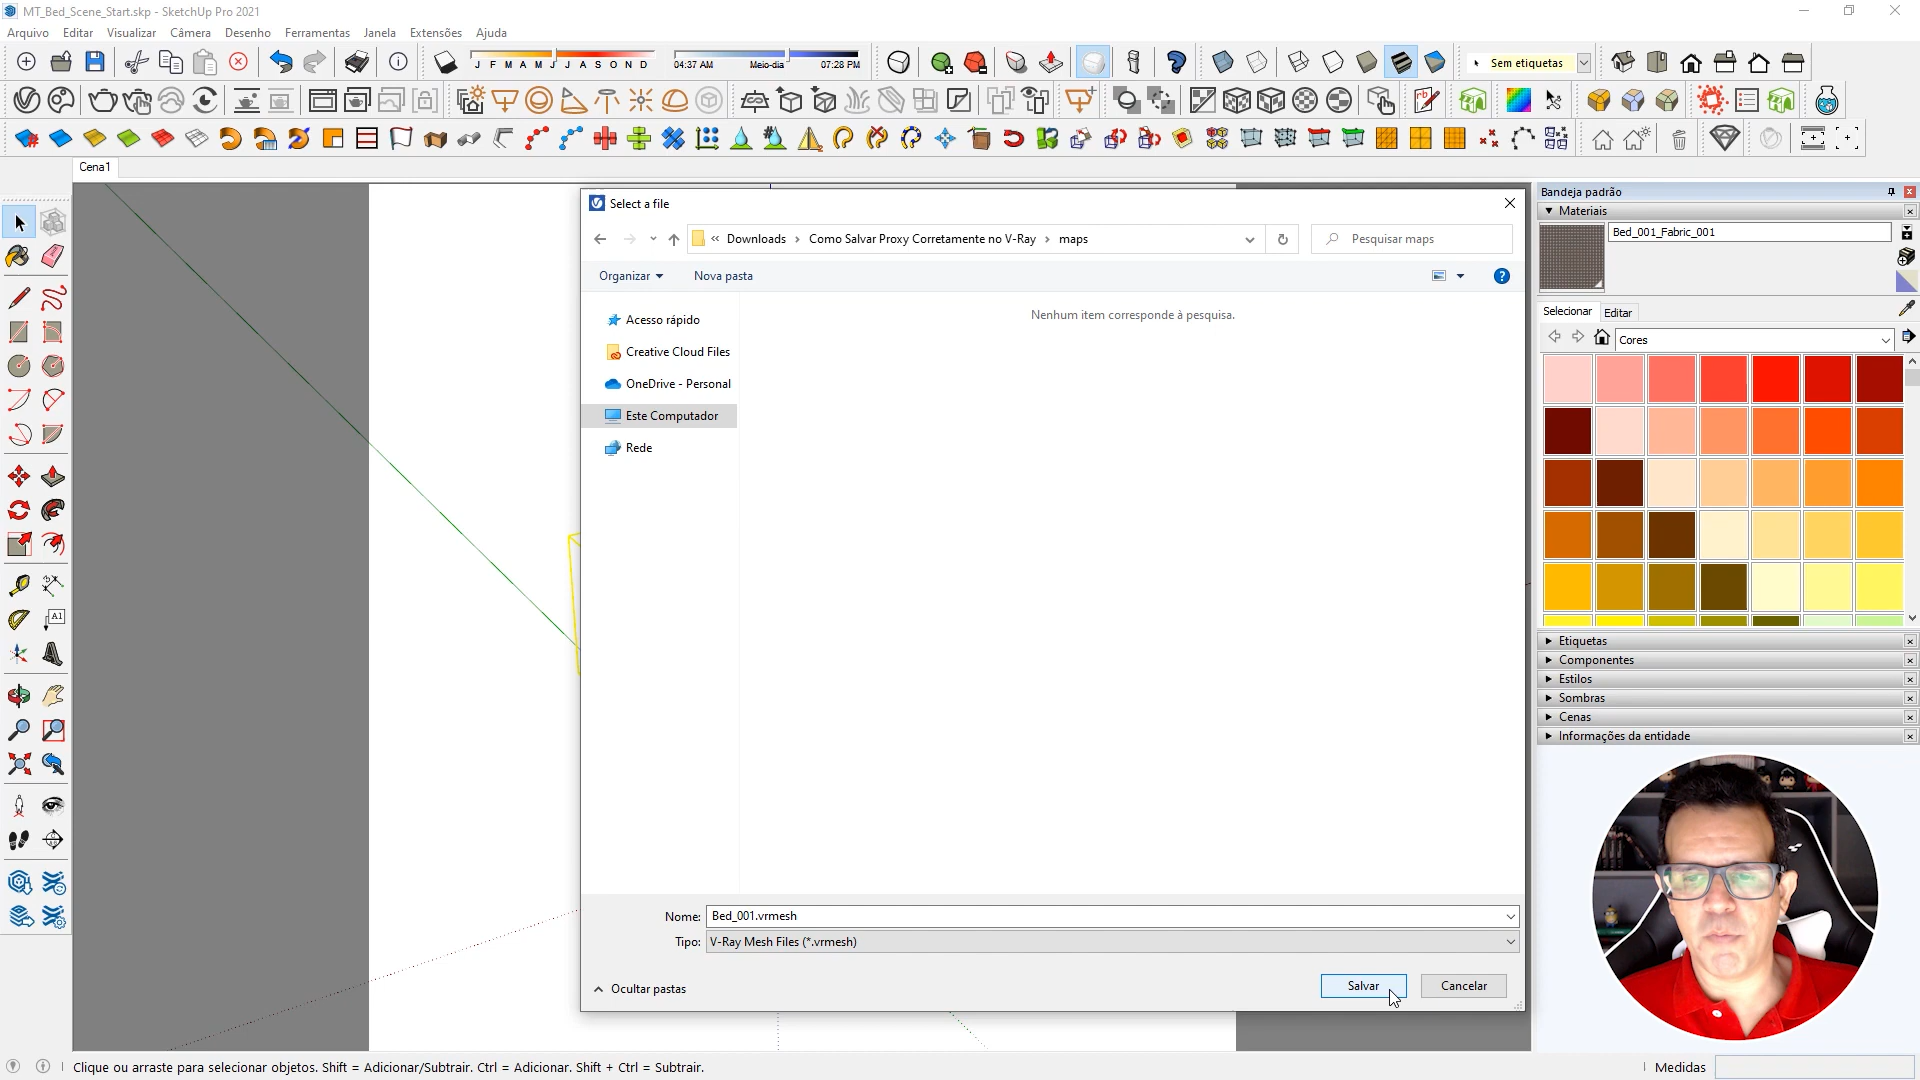 MT_Bed_Scene_Start.skp - SketchUp Pro 2021
Arquivo Editar Visualizar Câmera Desenho Ferramentas Janela Extensões Ajuda
J F M A M J J A S O N D
04:37 AM Meio-dia 07:28 PM
Sem etiquetas
Cena1
Select a file
« Downloads › Como Salvar Proxy Corretamente no V-Ray › maps
Pesquisar maps
Organizar Nova pasta
Acesso rápido
Creative Cloud Files
OneDrive - Personal
Este Computador
Rede
Nenhum item corresponde à pesquisa.
Nome: Bed_001.vrmesh
Tipo: V-Ray Mesh Files (*.vrmesh)
Ocultar pastas
Salvar Cancelar
Bandeja padrão
Materiais
Bed_001_Fabric_001
Selecionar Editar
Cores
Etiquetas
Componentes
Estilos
Sombras
Cenas
Informações da entidade
Clique ou arraste para selecionar objetos. Shift = Adicionar/Subtrair. Ctrl = Adicionar. Shift + Ctrl = Subtrair.
Medidas